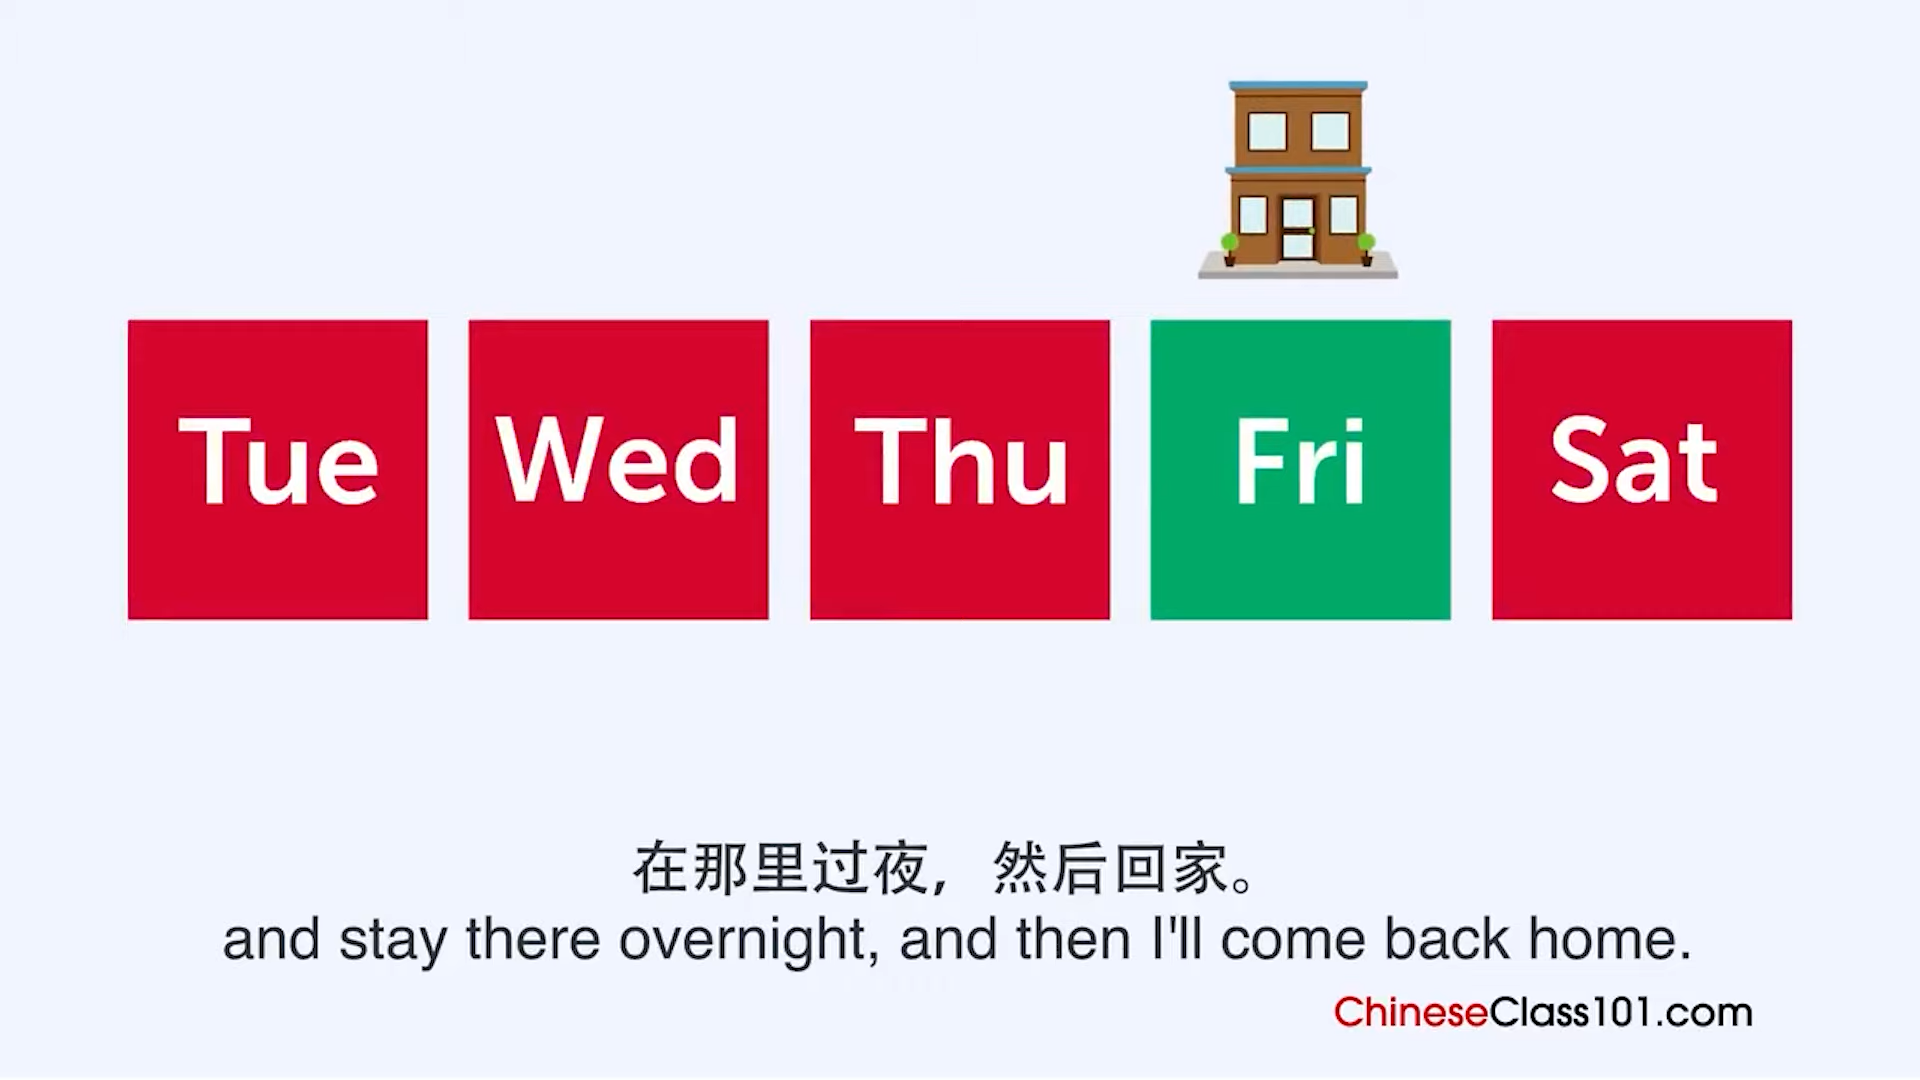 Tue Wed Thu Fri Sat
在那里过夜，然后回家。
and stay there overnight, and then I'll come back home.
ChineseClass101.com